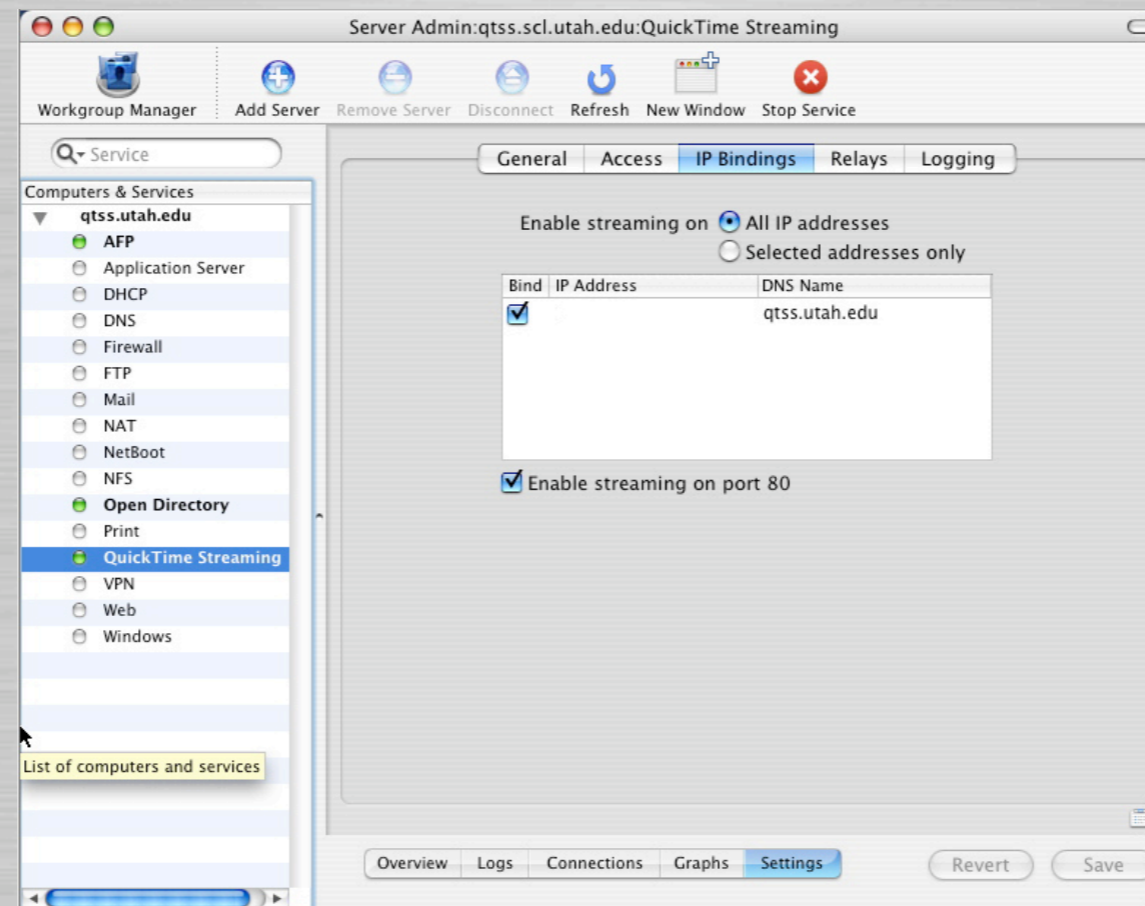 Server Admin:qtss.scl.utah.edu:QuickTime Streaming
Workgroup Manager Add Server Remove Server Disconnect Refresh New Window Stop Service
Service
General Access IP Bindings Relays Logging
Computers & Services
qtss.utah.edu
AFP
Application Server
DHCP
DNS
Firewall
FTP
Mail
NAT
NetBoot
NFS
Open Directory
Print
QuickTime Streaming
VPN
Web
Windows
List of computers and services
Enable streaming on All IP addresses
Selected addresses only
Bind IP Address DNS Name
qtss.utah.edu
Enable streaming on port 80
Overview Logs Connections Graphs Settings Revert Save